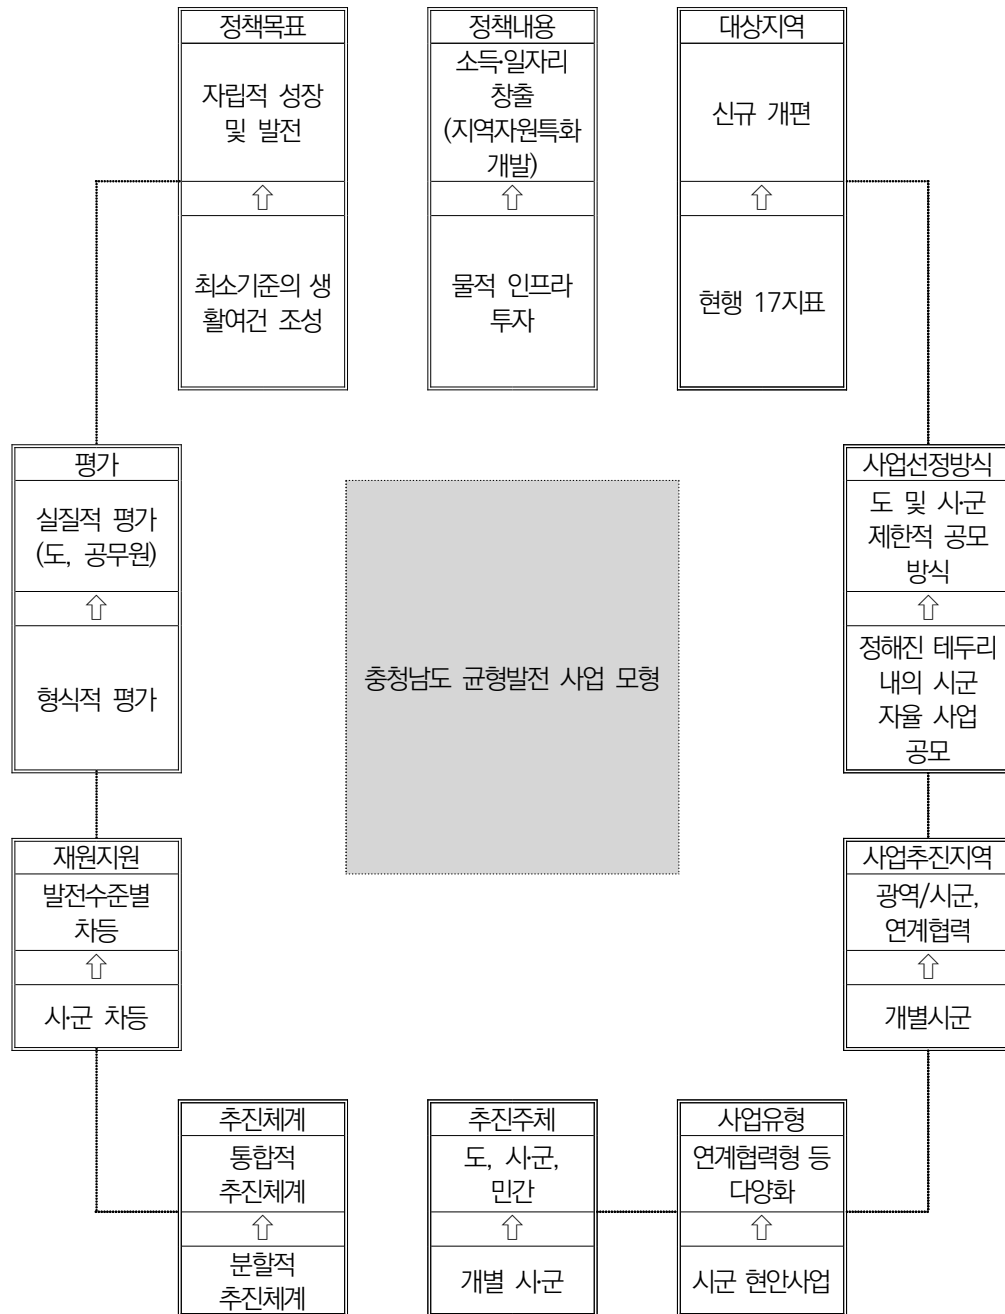 정책목표
자립적 성장
및 발전
⇧
최소기준의 생
활여건 조성
정책내용
소득·일자리
창출
(지역자원특화
개발)
⇧
물적 인프라
투자
대상지역
신규 개편
⇧
현행 17지표
평가
실질적 평가
(도, 공무원)
⇧
형식적 평가
충청남도 균형발전 사업 모형
사업선정방식
도 및 시·군
제한적 공모
방식
⇧
정해진 테두리
내의 시군
자율 사업
공모
재원지원
발전수준별
차등
⇧
시·군 차등
사업추진지역
광역/시군,
연계협력
⇧
개별시군
추진체계
통합적
추진체계
⇧
분할적
추진체계
추진주체
도, 시·군,
민간
⇧
개별 시·군
사업유형
연계협력형 등
다양화
⇧
시군 현안사업